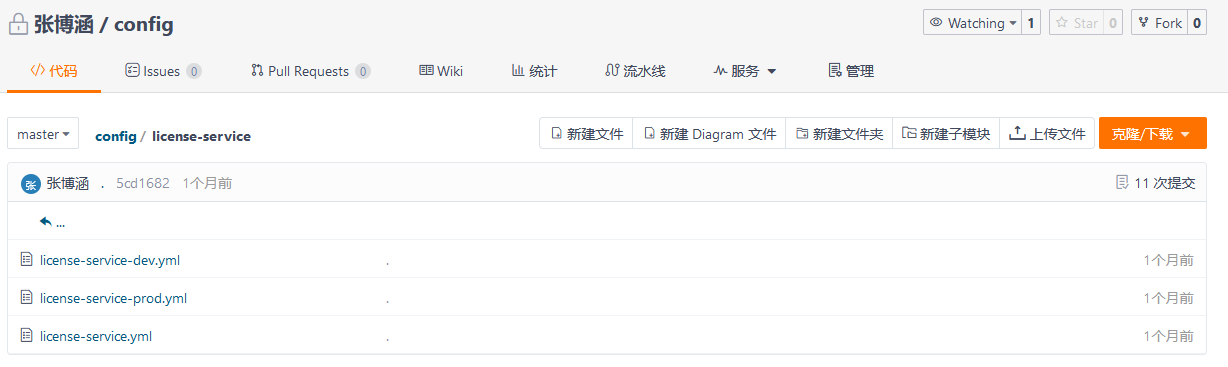 张博涵 / config Watching 1 Star 0 Fork 0
代码 Issues 0 Pull Requests 0 Wiki 统计 流水线 服务 管理
master config / license-service 新建文件 新建 Diagram 文件 新建文件夹 新建子模块 上传文件 克隆/下载
张 张博涵 . 5cd1682 1个月前 11 次提交
...
license-service-dev.yml . 1个月前
license-service-prod.yml . 1个月前
license-service.yml . 1个月前